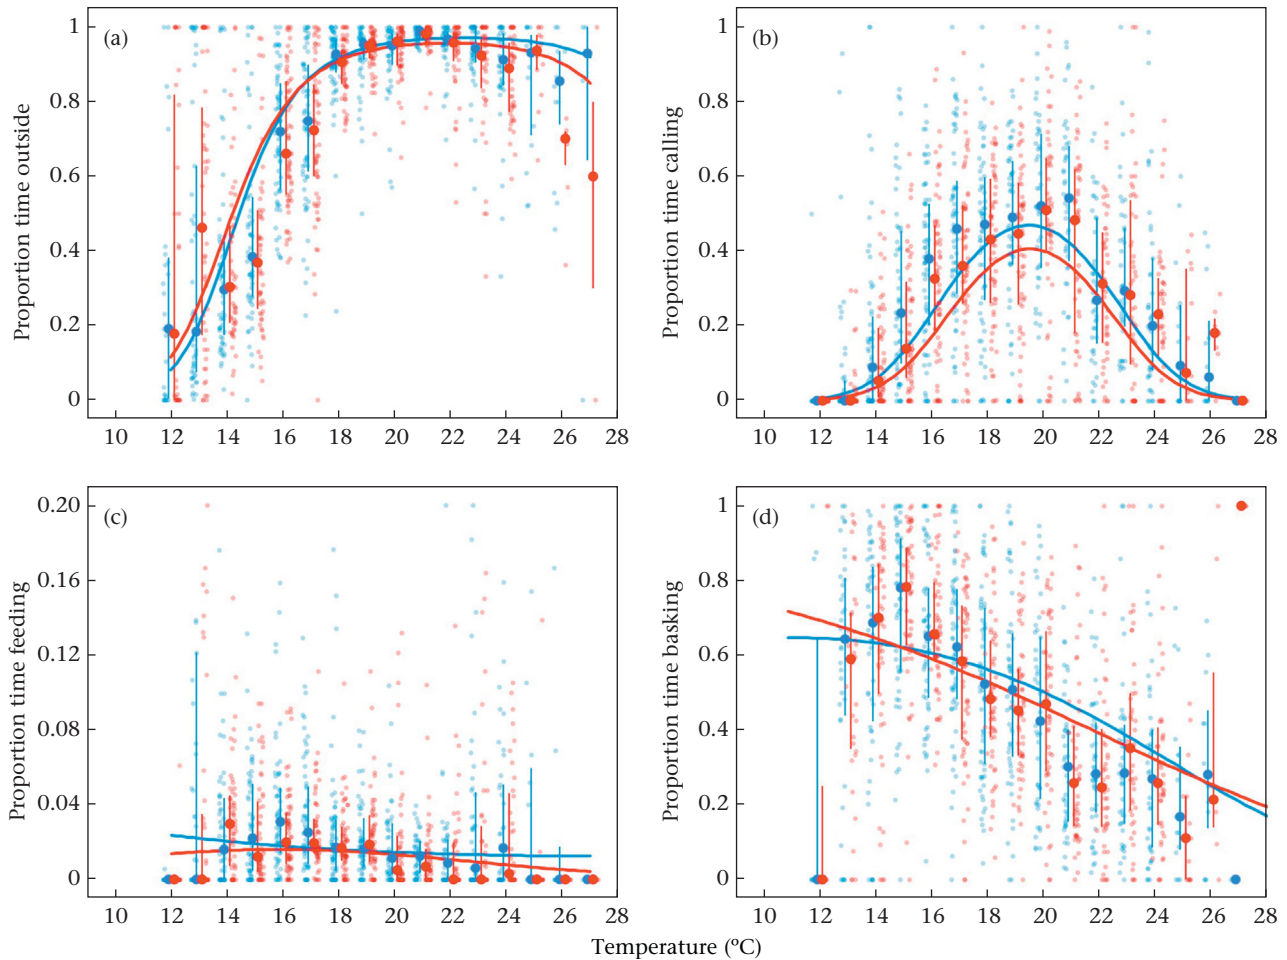 (a)
Proportion time outside
1
0.8
0.6
0.4
0.2
0
10 12 14 16 18 20 22 24 26 28
(b)
Proportion time calling
1
0.8
0.6
0.4
0.2
0
10 12 14 16 18 20 22 24 26 28
(c)
Proportion time feeding
0.20
0.16
0.12
0.08
0.04
0
10 12 14 16 18 20 22 24 26 28
(d)
Proportion time basking
1
0.8
0.6
0.4
0.2
0
10 12 14 16 18 20 22 24 26 28
Temperature (ºC)